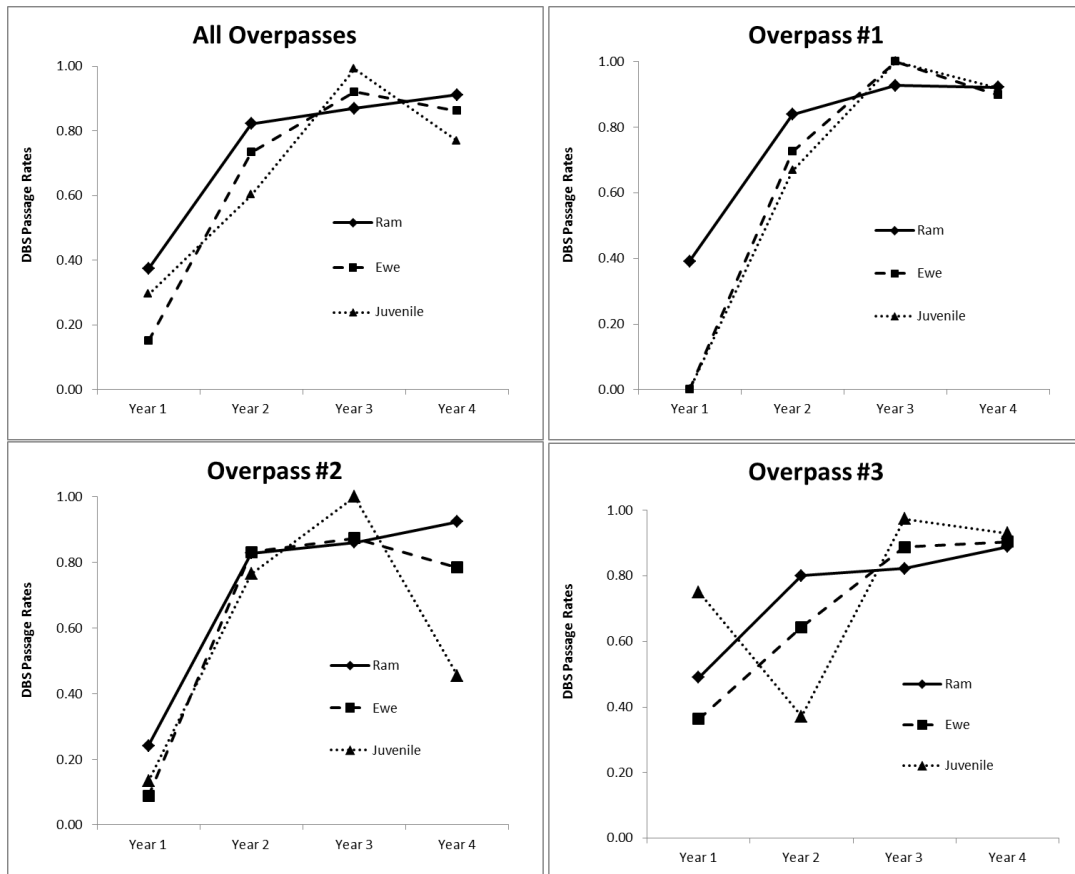 All Overpasses
DBS Passage Rates
1.00
0.80
0.60
0.40
0.20
0.00
Ram
Ewe
Juvenile
Year 1 Year 2 Year 3 Year 4
Overpass #1
DBS Passage Rates
1.00
0.80
0.60
0.40
0.20
0.00
Ram
Ewe
Juvenile
Year 1 Year 2 Year 3 Year 4
Overpass #2
DBS Passage Rates
1.00
0.80
0.60
0.40
0.20
0.00
Ram
Ewe
Juvenile
Year 1 Year 2 Year 3 Year 4
Overpass #3
DBS Passage Rates
1.00
0.80
0.60
0.40
0.20
0.00
Ram
Ewe
Juvenile
Year 1 Year 2 Year 3 Year 4